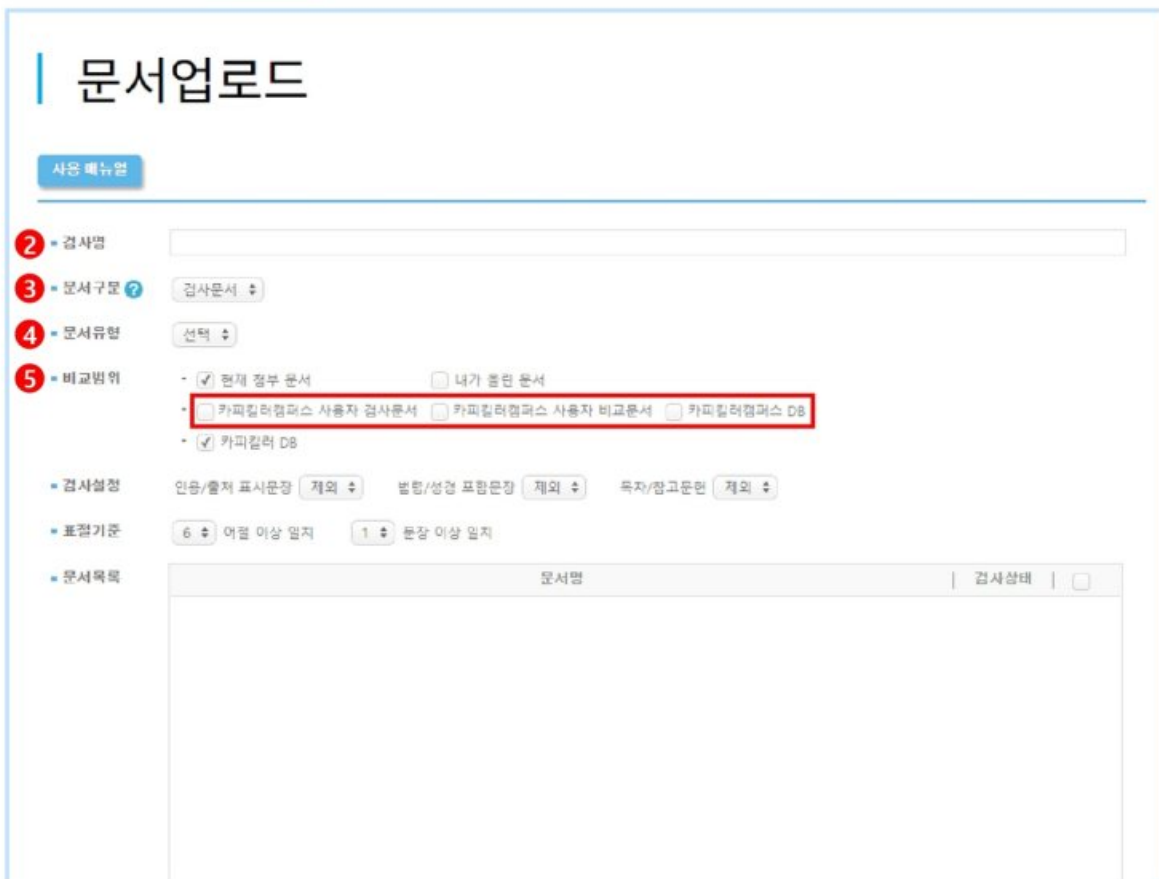 문서업로드
사용 매뉴얼
2 검사명
3 문서구분 ? 검사문서
4 문서유형 선택
5 비교범위 - 현재 첨부 문서 내가 올린 문서
- 카피킬러캠퍼스 사용자 검사문서 카피킬러캠퍼스 사용자 비교문서 카피킬러캠퍼스 DB
- 카피킬러 DB
검사설정 인용/출처 표시문장 제외 법령/성경 포함문장 제외 목차/참고문헌 제외
표절기준 6 어절 이상 일치 1 문장 이상 일치
문서목록 문서명 | 검사상태 |